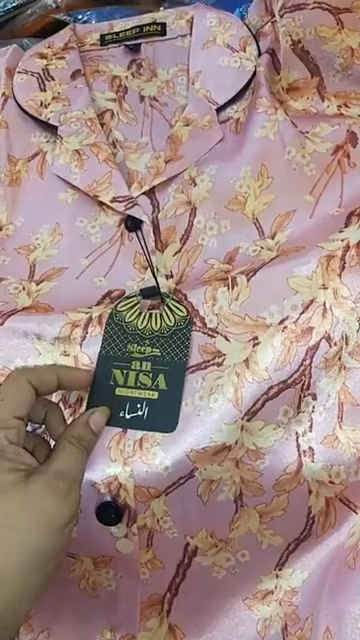 SLEEP INN
Sleep
an
NISA
NIGHTWEAR
النساء